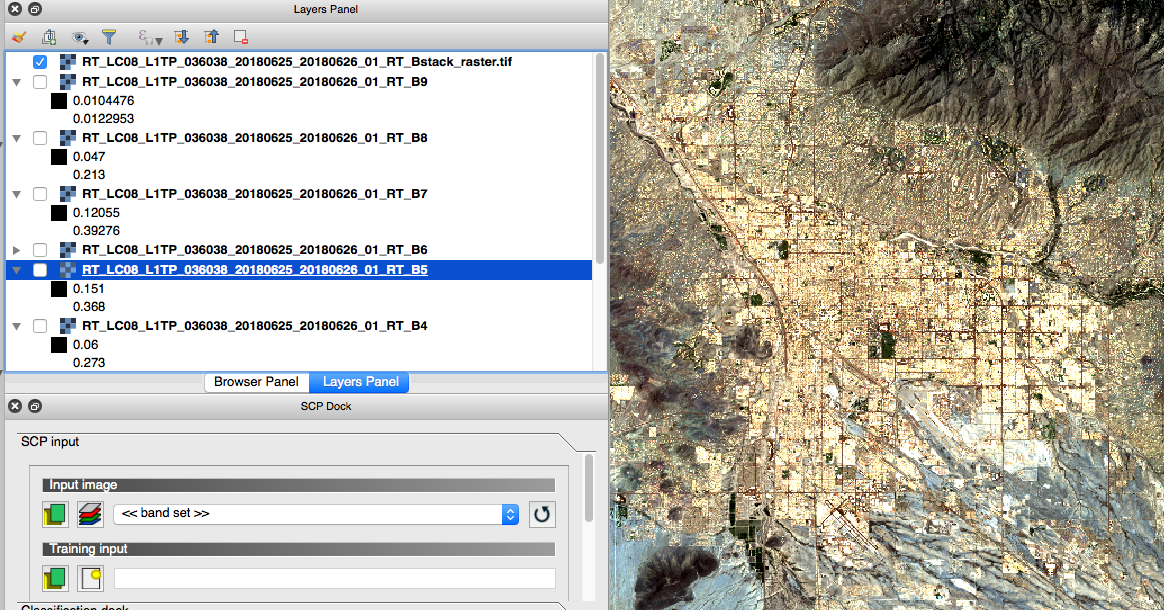 Layers Panel
RT_LC08_L1TP_036038_20180625_20180626_01_RT_Bstack_raster.tif
RT_LC08_L1TP_036038_20180625_20180626_01_RT_B9
0.0104476
0.0122953
RT_LC08_L1TP_036038_20180625_20180626_01_RT_B8
0.047
0.213
RT_LC08_L1TP_036038_20180625_20180626_01_RT_B7
0.12055
0.39276
RT_LC08_L1TP_036038_20180625_20180626_01_RT_B6
RT_LC08_L1TP_036038_20180625_20180626_01_RT_B5
0.151
0.368
RT_LC08_L1TP_036038_20180625_20180626_01_RT_B4
0.06
0.273
Browser Panel Layers Panel
SCP Dock
SCP input
Input image
<< band set >>
Training input
Classification dock